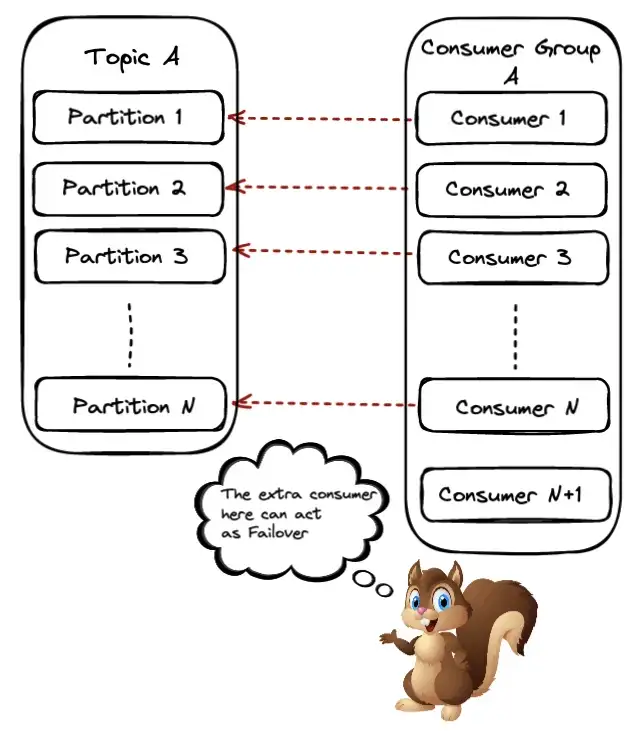 Topic A
Partition 1
Partition 2
Partition 3
Partition N
Consumer Group
A
Consumer 1
Consumer 2
Consumer 3
Consumer N
Consumer N+1
The extra consumer
here can act
as Failover